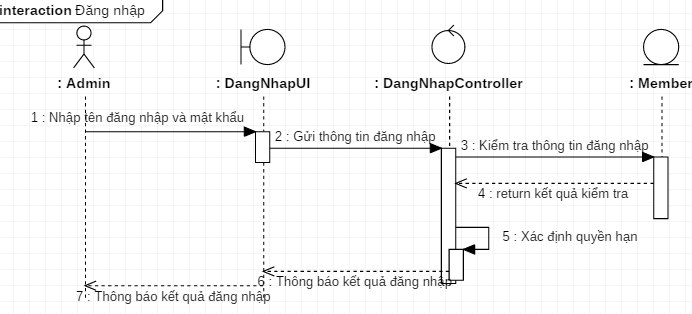 interaction Đăng nhập
: Admin
: DangNhapUI
: DangNhapController
: Member
1 : Nhập tên đăng nhập và mật khẩu
2 : Gửi thông tin đăng nhập
3 : Kiểm tra thông tin đăng nhập
4 : return kết quả kiểm tra
5 : Xác định quyền hạn
6 : Thông báo kết quả đăng nhập
7 : Thông báo kết quả đăng nhập